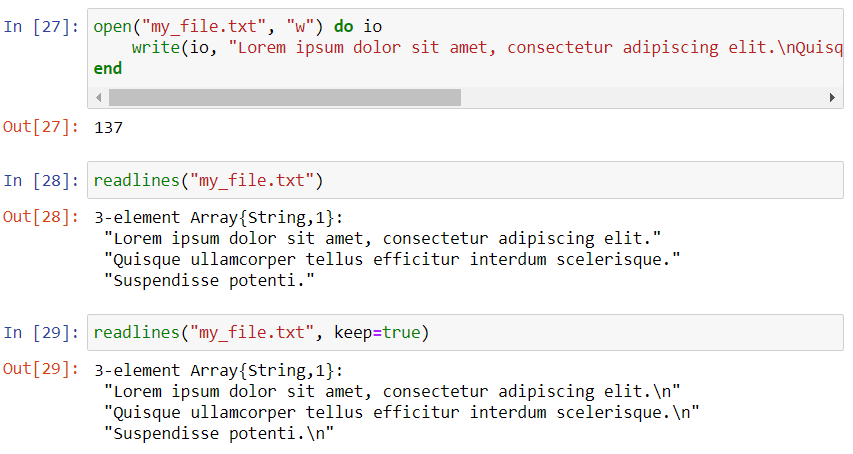 In [27]: open("my_file.txt", "w") do io
    write(io, "Lorem ipsum dolor sit amet, consectetur adipiscing elit.\nQuisq
end
Out[27]: 137
In [28]: readlines("my_file.txt")
Out[28]: 3-element Array{String,1}:
 "Lorem ipsum dolor sit amet, consectetur adipiscing elit."
 "Quisque ullamcorper tellus efficitur interdum scelerisque."
 "Suspendisse potenti."
In [29]: readlines("my_file.txt", keep=true)
Out[29]: 3-element Array{String,1}:
 "Lorem ipsum dolor sit amet, consectetur adipiscing elit.\n"
 "Quisque ullamcorper tellus efficitur interdum scelerisque.\n"
 "Suspendisse potenti.\n"